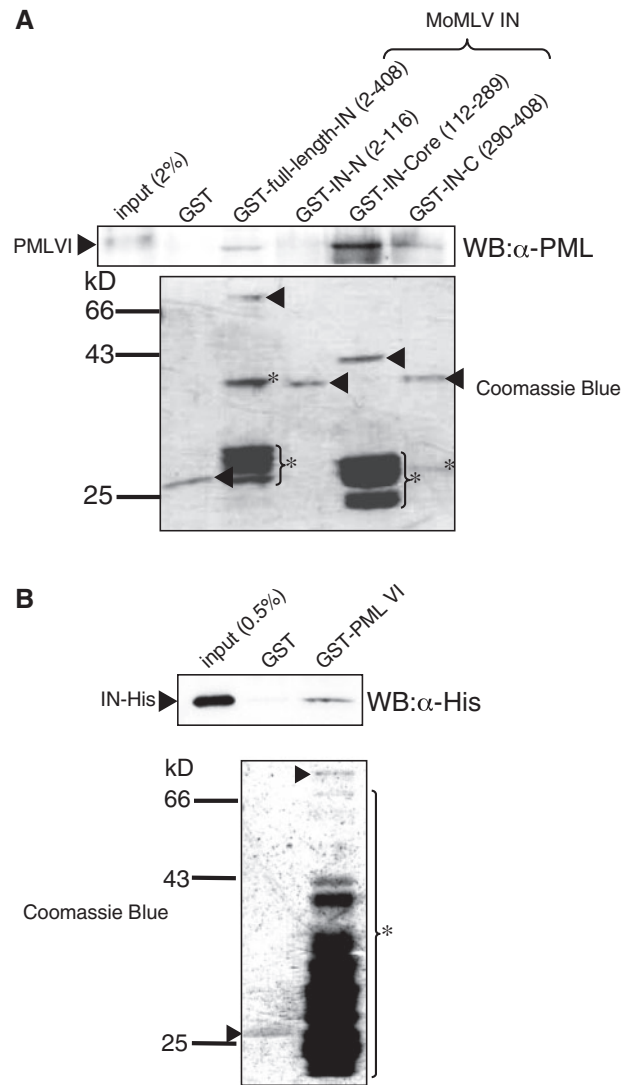 A
MoMLV IN
input (2%)
GST
GST-full-length-IN (2-408)
GST-IN-N (2-116)
GST-IN-Core (112-289)
GST-IN-C (290-408)
PMLVI
WB:α-PML
kD
66
43
25
*
*
*
*
Coomassie Blue
B
input (0.5%)
GST
GST-PML VI
IN-His
WB:α-His
kD
66
43
25
Coomassie Blue
*